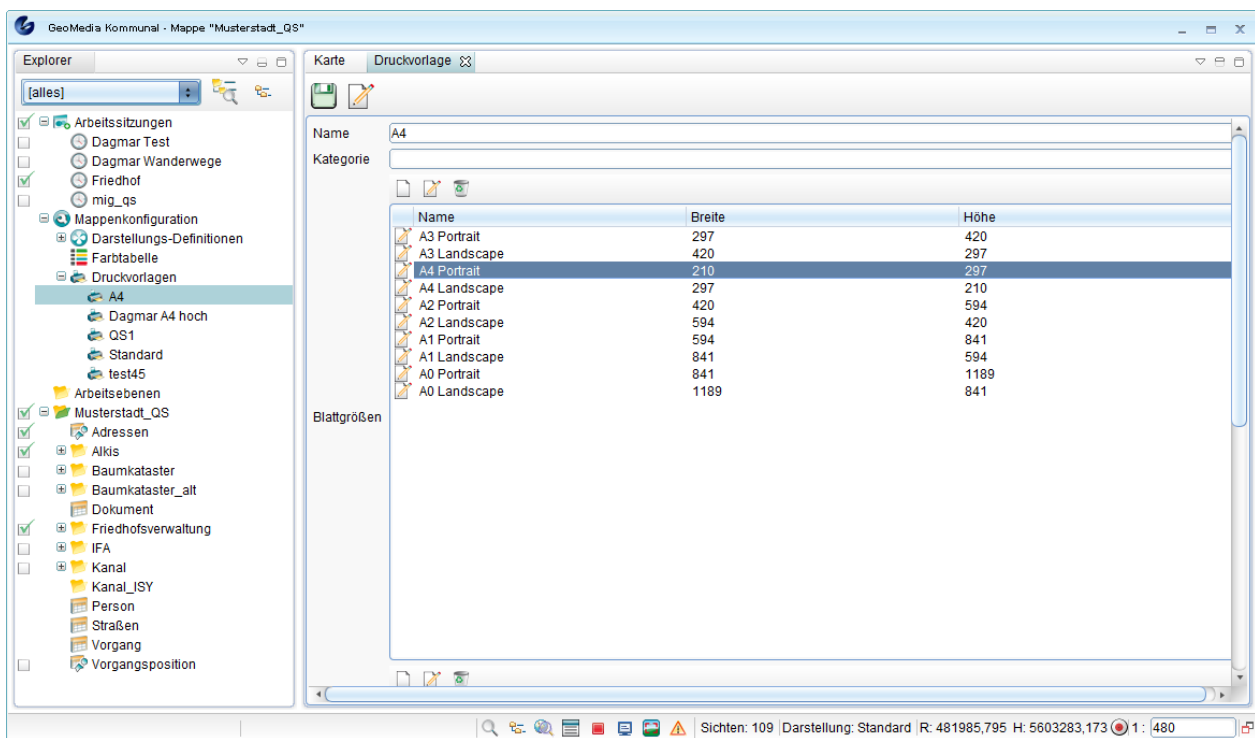 GeoMedia Kommunal - Mappe "Musterstadt_QS"
Explorer
[alles]
Arbeitssitzungen
Dagmar Test
Dagmar Wanderwege
Friedhof
mig_qs
Mappenkonfiguration
Darstellungs-Definitionen
Farbtabelle
Druckvorlagen
A4
Dagmar A4 hoch
QS1
Standard
test45
Arbeitsebenen
Musterstadt_QS
Adressen
Alkis
Baumkataster
Baumkataster_alt
Dokument
Friedhofsverwaltung
IFA
Kanal
Kanal_ISY
Person
Straßen
Vorgang
Vorgangsposition
Karte Druckvorlage
Name A4
Kategorie
Blattgrößen
Name Breite Höhe
A3 Portrait 297 420
A3 Landscape 420 297
A4 Portrait 210 297
A4 Landscape 297 210
A2 Portrait 420 594
A2 Landscape 594 420
A1 Portrait 594 841
A1 Landscape 841 594
A0 Portrait 841 1189
A0 Landscape 1189 841
Sichten: 109 Darstellung: Standard R: 481985,795 H: 5603283,173 1 : 480